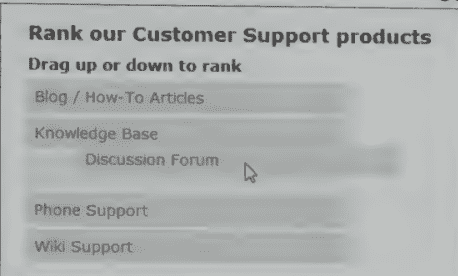 Rank our Customer Support products
Drag up or down to rank
Blog / How-To Articles
Knowledge Base
Discussion Forum
Phone Support
Wiki Support